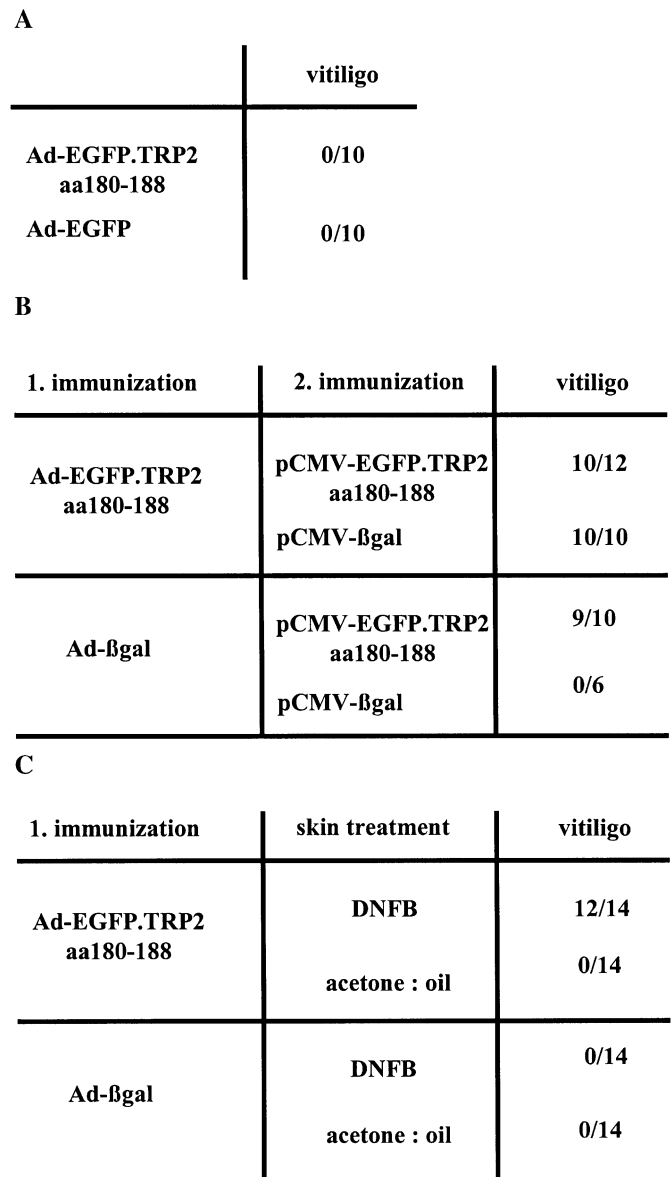 A
vitiligo
Ad-EGFP.TRP2 0/10
aa180-188
Ad-EGFP 0/10
B
1. immunization 2. immunization vitiligo
Ad-EGFP.TRP2
aa180-188
pCMV-EGFP.TRP2 10/12
aa180-188
pCMV-ßgal 10/10
Ad-ßgal
pCMV-EGFP.TRP2 9/10
aa180-188
pCMV-ßgal 0/6
C
1. immunization skin treatment vitiligo
Ad-EGFP.TRP2
aa180-188
DNFB 12/14
acetone : oil 0/14
Ad-ßgal
DNFB 0/14
acetone : oil 0/14